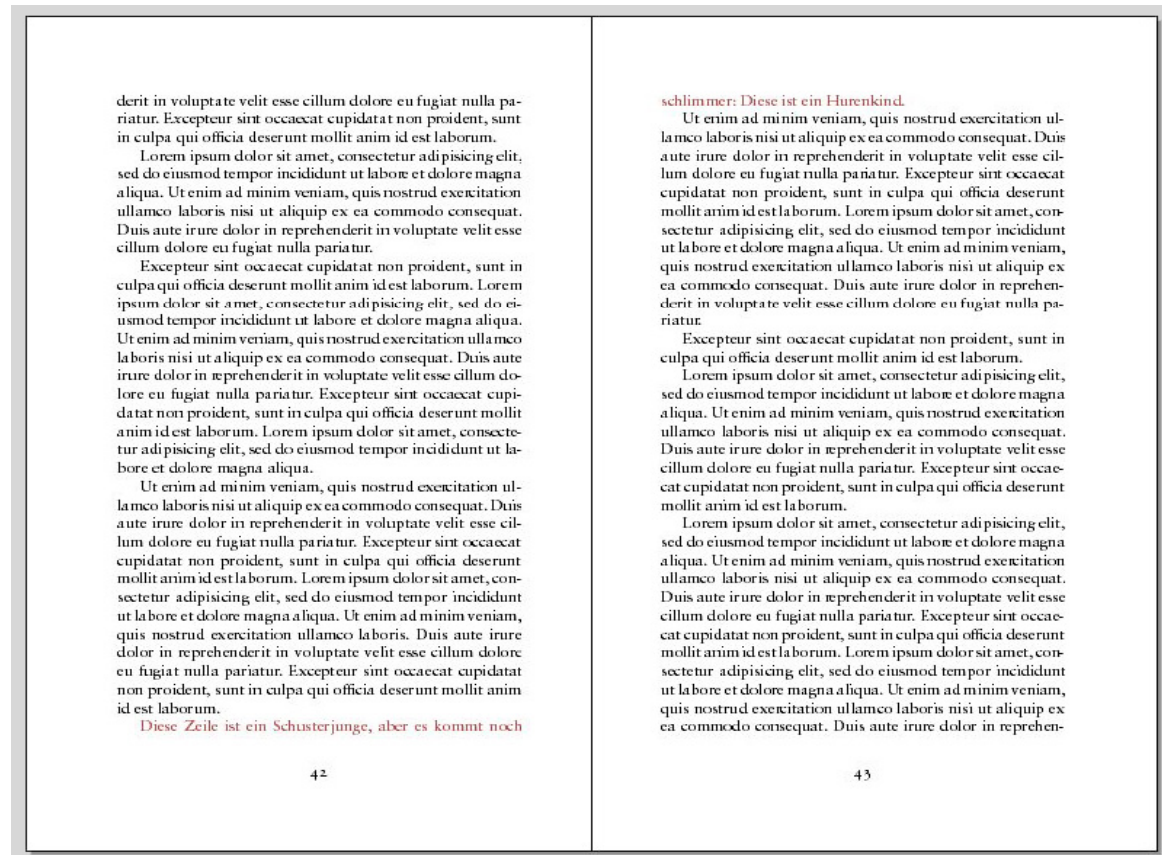 derit in voluptate velit esse cillum dolore eu fugiat nulla pa-
riatur. Excepteur sint occaecat cupidatat non proident, sunt
in culpa qui officia deserunt mollit anim id est laborum.
Lorem ipsum dolor sit amet, consectetur adipisicing elit,
sed do eiusmod tempor incididunt ut labore et dolore magna
aliqua. Ut enim ad minim veniam, quis nostrud exercitation
ullamco laboris nisi ut aliquip ex ea commodo consequat.
Duis aute irure dolor in reprehenderit in voluptate velit esse
cillum dolore eu fugiat nulla pariatur.
Excepteur sint occaecat cupidatat non proident, sunt in
culpa qui officia deserunt mollit anim id est laborum. Lorem
ipsum dolor sit amet, consectetur adipisicing elit, sed do ei-
usmod tempor incididunt ut labore et dolore magna aliqua.
Ut enim ad minim veniam, quis nostrud exercitation ullamco
laboris nisi ut aliquip ex ea commodo consequat. Duis aute
irure dolor in reprehenderit in voluptate velit esse cillum do-
lore eu fugiat nulla pariatur. Excepteur sint occaecat cupi-
datat non proident, sunt in culpa qui officia deserunt mollit
anim id est laborum. Lorem ipsum dolor sit amet, consecte-
tur adipisicing elit, sed do eiusmod tempor incididunt ut la-
bore et dolore magna aliqua.
Ut enim ad minim veniam, quis nostrud exercitation ul-
lamco laboris nisi ut aliquip ex ea commodo consequat. Duis
aute irure dolor in reprehenderit in voluptate velit esse cil-
lum dolore eu fugiat nulla pariatur. Excepteur sint occaecat
cupidatat non proident, sunt in culpa qui officia deserunt
mollit anim id est laborum. Lorem ipsum dolor sit amet, con-
sectetur adipisicing elit, sed do eiusmod tempor incididunt
ut labore et dolore magna aliqua. Ut enim ad minim veniam,
quis nostrud exercitation ullamco laboris. Duis aute irure
dolor in reprehenderit in voluptate velit esse cillum dolore
eu fugiat nulla pariatur. Excepteur sint occaecat cupidatat
non proident, sunt in culpa qui officia deserunt mollit anim
id est laborum.
Diese Zeile ist ein Schusterjunge, aber es kommt noch
42
schlimmer: Diese ist ein Hurenkind.
Ut enim ad minim veniam, quis nostrud exercitation ul-
lamco laboris nisi ut aliquip ex ea commodo consequat. Duis
aute irure dolor in reprehenderit in voluptate velit esse cil-
lum dolore eu fugiat nulla pariatur. Excepteur sint occaecat
cupidatat non proident, sunt in culpa qui officia deserunt
mollit anim id est laborum. Lorem ipsum dolor sit amet, con-
sectetur adipisicing elit, sed do eiusmod tempor incididunt
ut labore et dolore magna aliqua. Ut enim ad minim veniam,
quis nostrud exercitation ullamco laboris nisi ut aliquip ex
ea commodo consequat. Duis aute irure dolor in reprehen-
derit in voluptate velit esse cillum dolore eu fugiat nulla pa-
riatur.
Excepteur sint occaecat cupidatat non proident, sunt in
culpa qui officia deserunt mollit anim id est laborum.
Lorem ipsum dolor sit amet, consectetur adipisicing elit,
sed do eiusmod tempor incididunt ut labore et dolore magna
aliqua. Ut enim ad minim veniam, quis nostrud exercitation
ullamco laboris nisi ut aliquip ex ea commodo consequat.
Duis aute irure dolor in reprehenderit in voluptate velit esse
cillum dolore eu fugiat nulla pariatur. Excepteur sint occae-
cat cupidatat non proident, sunt in culpa qui officia deserunt
mollit anim id est laborum.
Lorem ipsum dolor sit amet, consectetur adipisicing elit,
sed do eiusmod tempor incididunt ut labore et dolore magna
aliqua. Ut enim ad minim veniam, quis nostrud exercitation
ullamco laboris nisi ut aliquip ex ea commodo consequat.
Duis aute irure dolor in reprehenderit in voluptate velit esse
cillum dolore eu fugiat nulla pariatur. Excepteur sint occae-
cat cupidatat non proident, sunt in culpa qui officia deserunt
mollit anim id est laborum. Lorem ipsum dolor sit amet, con-
sectetur adipisicing elit, sed do eiusmod tempor incididunt
ut labore et dolore magna aliqua. Ut enim ad minim veniam,
quis nostrud exercitation ullamco laboris nisi ut aliquip ex
ea commodo consequat. Duis aute irure dolor in reprehen-
43